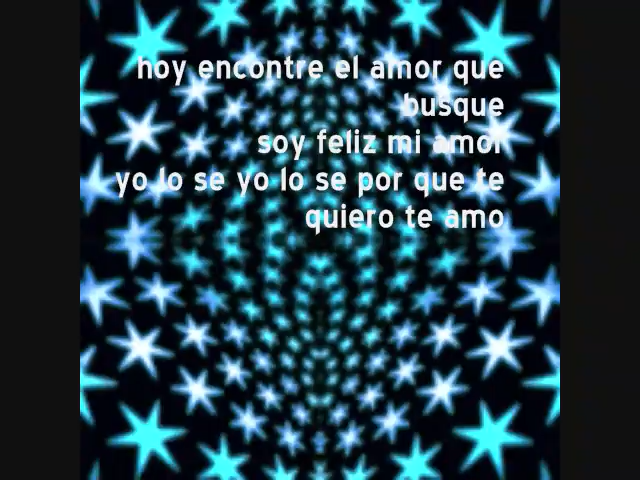 hoy encontre el amor que
busque
soy feliz mi amor
yo lo se yo lo se por que te
quiero te amo